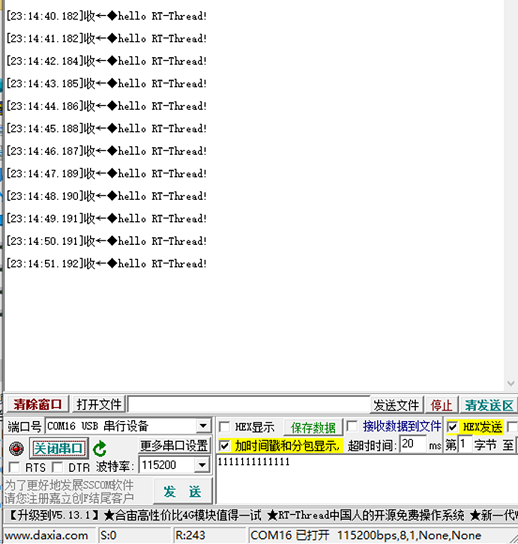 [23:14:40.182]收←◆hello RT-Thread!
[23:14:41.182]收←◆hello RT-Thread!
[23:14:42.184]收←◆hello RT-Thread!
[23:14:43.185]收←◆hello RT-Thread!
[23:14:44.186]收←◆hello RT-Thread!
[23:14:45.188]收←◆hello RT-Thread!
[23:14:46.187]收←◆hello RT-Thread!
[23:14:47.189]收←◆hello RT-Thread!
[23:14:48.190]收←◆hello RT-Thread!
[23:14:49.191]收←◆hello RT-Thread!
[23:14:50.191]收←◆hello RT-Thread!
[23:14:51.192]收←◆hello RT-Thread!
清除窗口 打开文件 发送文件 停止 清发送区
端口号 COM16 USB 串行设备 HEX显示 保存数据 接收数据到文件 HEX发送
关闭串口 更多串口设置 加时间戳和分包显示, 超时时间: 20 ms 第 1 字节 至
RTS DTR 波特率: 115200 1111111111111
为了更好地发展SSCOM软件
请您注册嘉立创F结尾客户 发 送
【升级到V5.13.1】★合宙高性价比4G模块值得一试 ★RT-Thread中国人的开源免费操作系统 ★新一代W
www.daxia.com S:0 R:243 COM16 已打开 115200bps,8,1,None,None